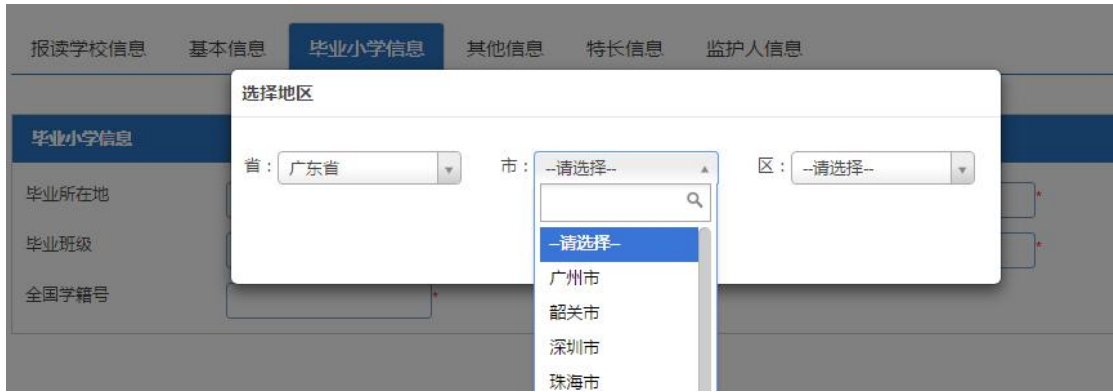 报读学校信息 基本信息 毕业小学信息 其他信息 特长信息 监护人信息
选择地区
毕业小学信息
省： 广东省 市： --请选择-- 区： --请选择--
毕业所在地 *
--请选择--
毕业班级 *
广州市
全国学籍号 *
韶关市
深圳市
珠海市